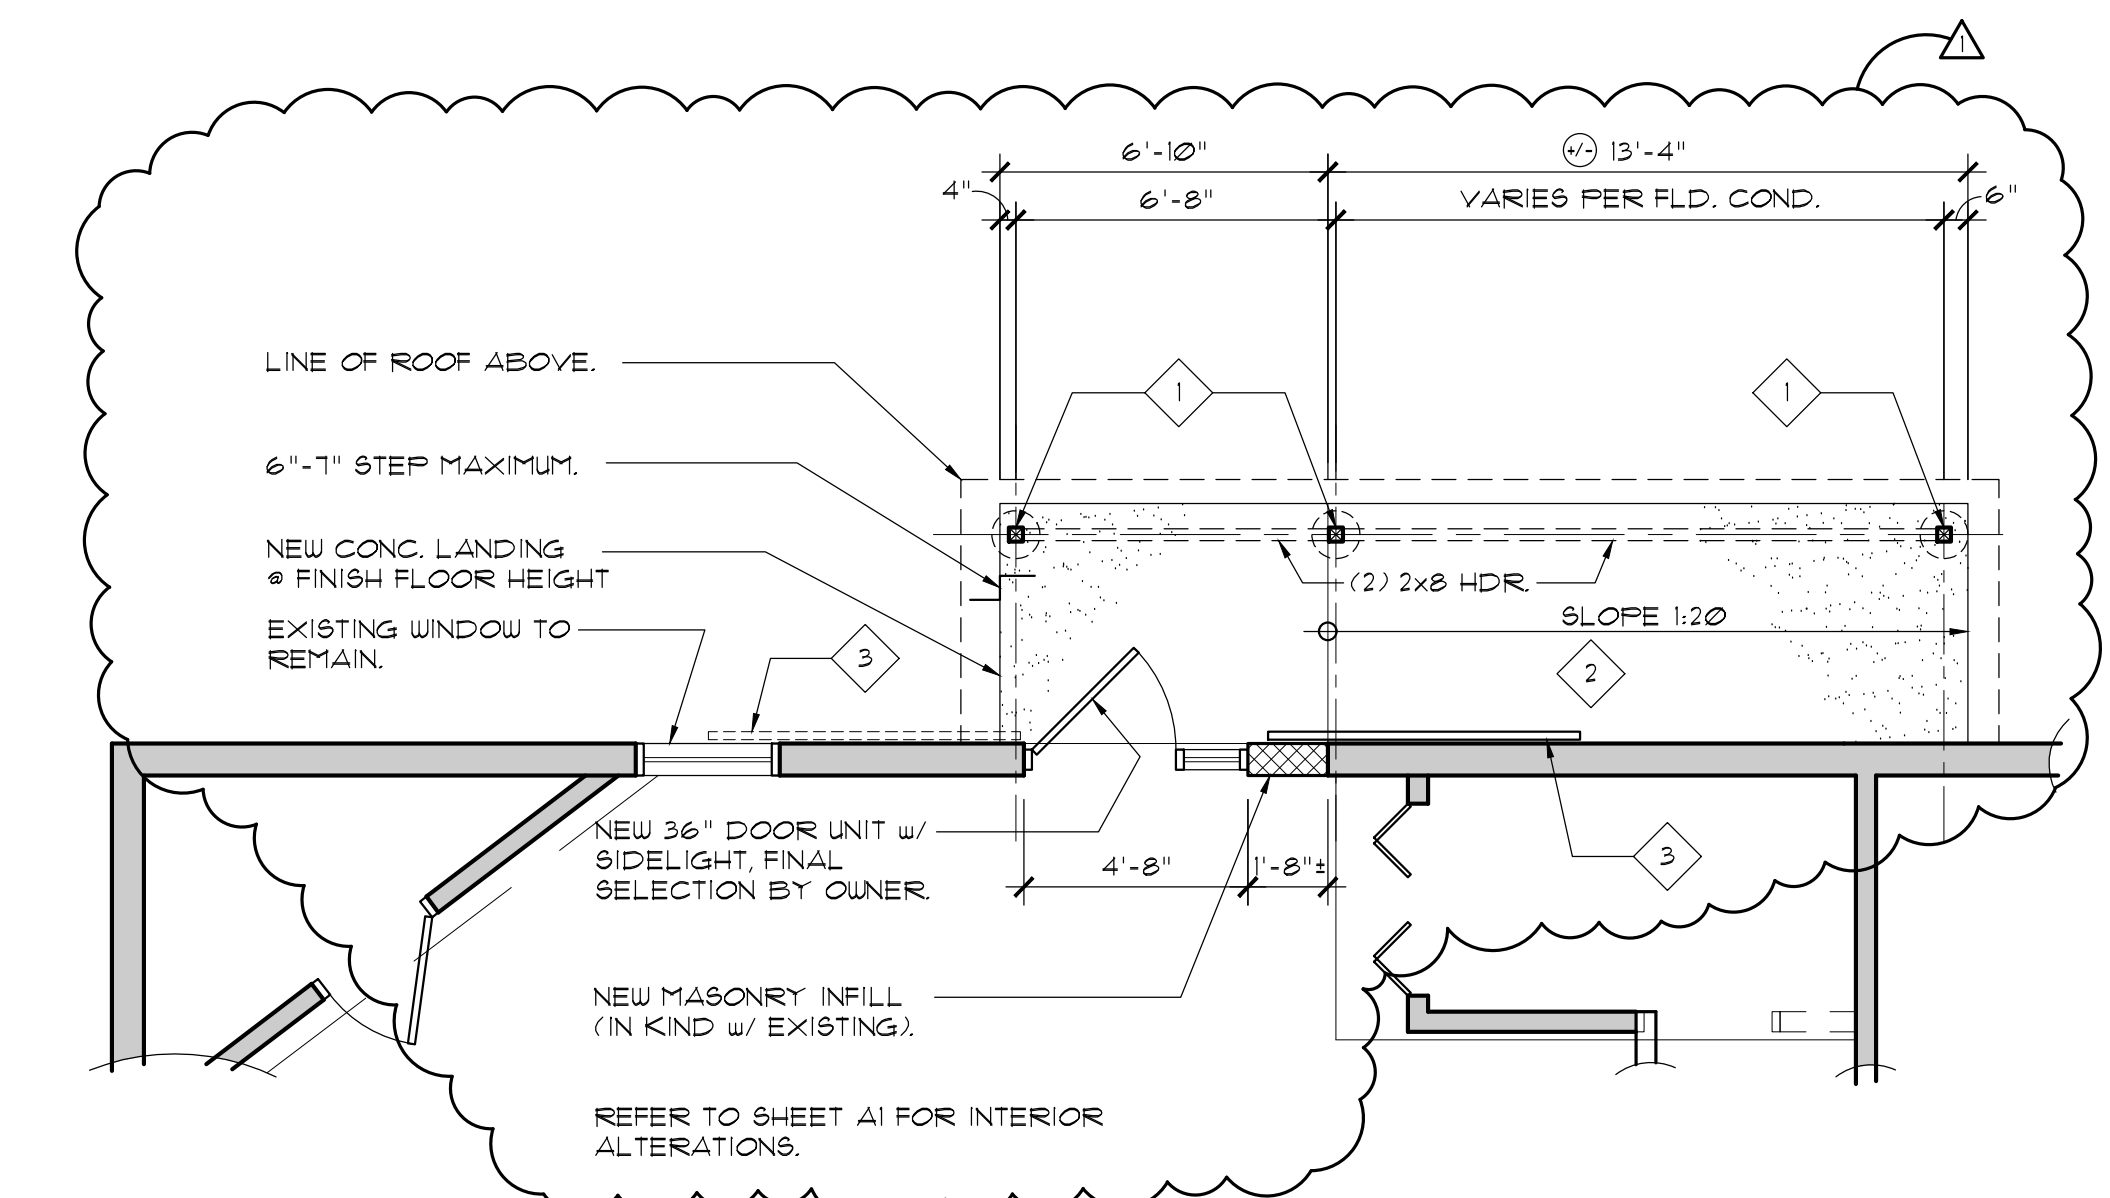 1
6'-10" +/- 13'-4"
4" 6'-8" VARIES PER FLD. COND. 6"
LINE OF ROOF ABOVE.
1 1
6"-7" STEP MAXIMUM.
NEW CONC. LANDING
@ FINISH FLOOR HEIGHT
(2) 2x8 HDR.
SLOPE 1:20
EXISTING WINDOW TO
REMAIN.
3
2
NEW 36" DOOR UNIT w/
SIDELIGHT, FINAL
SELECTION BY OWNER.
4'-8" 1'-8"±
3
NEW MASONRY INFILL
(IN KIND w/ EXISTING).
REFER TO SHEET A1 FOR INTERIOR
ALTERATIONS.